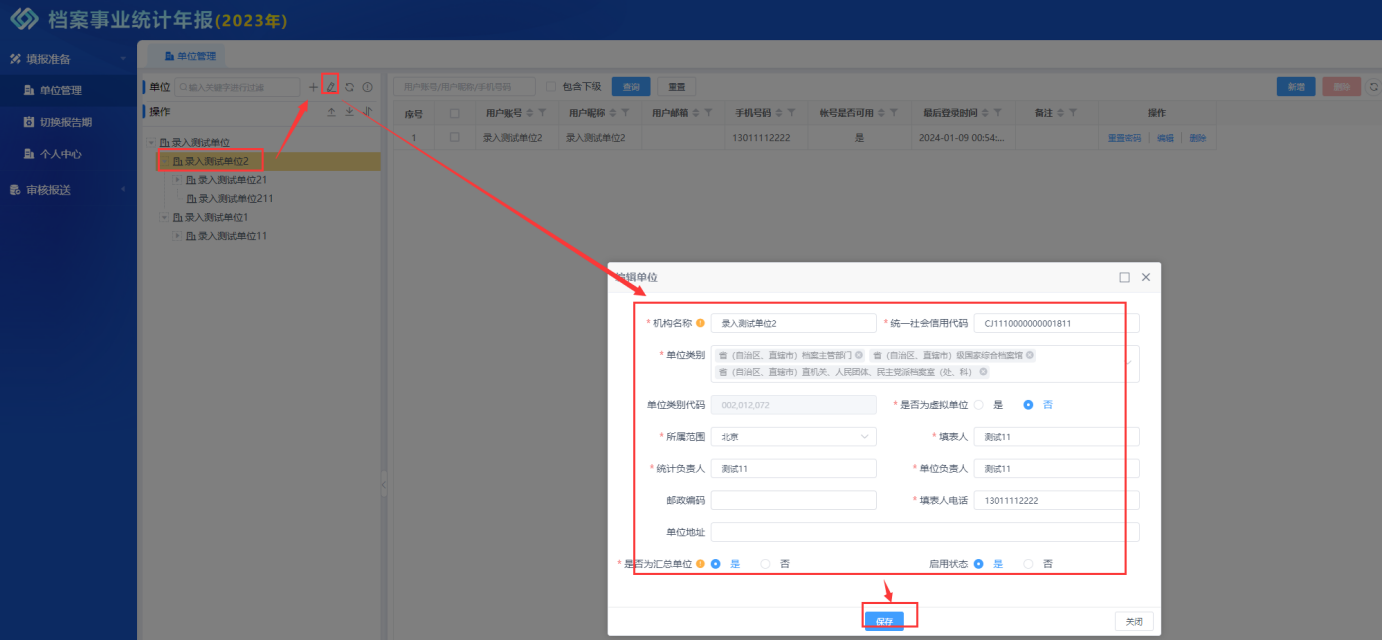 档案事业统计年报(2023年)
填报准备
单位管理
切换报告期
个人中心
审核报送
单位管理
单位 输入关键字进行过滤
操作
录入测试单位
录入测试单位2
录入测试单位21
录入测试单位211
录入测试单位1
录入测试单位11
用户账号/用户昵称/手机号码 包含下级 查询 重置 新增 删除
序号 用户账号 用户昵称 用户邮箱 手机号码 帐号是否可用 最后登录时间 备注 操作
1 录入测试单位2 录入测试单位2 13011112222 是 2024-01-09 00:54:... 重置密码 编辑 删除
编辑单位
* 机构名称 录入测试单位2 * 统一社会信用代码 CJ1110000000001811
* 单位类别 省（自治区、直辖市）档案主管部门 省（自治区、直辖市）级国家综合档案馆
省（自治区、直辖市）直机关、人民团体、民主党派档案室（处、科）
单位类别代码 002,012,072 * 是否为虚拟单位 是 否
* 所属范围 北京 * 填表人 测试11
* 统计负责人 测试11 * 单位负责人 测试11
邮政编码 * 填表人电话 13011112222
单位地址
* 是否为汇总单位 是 否 启用状态 是 否
保存 关闭